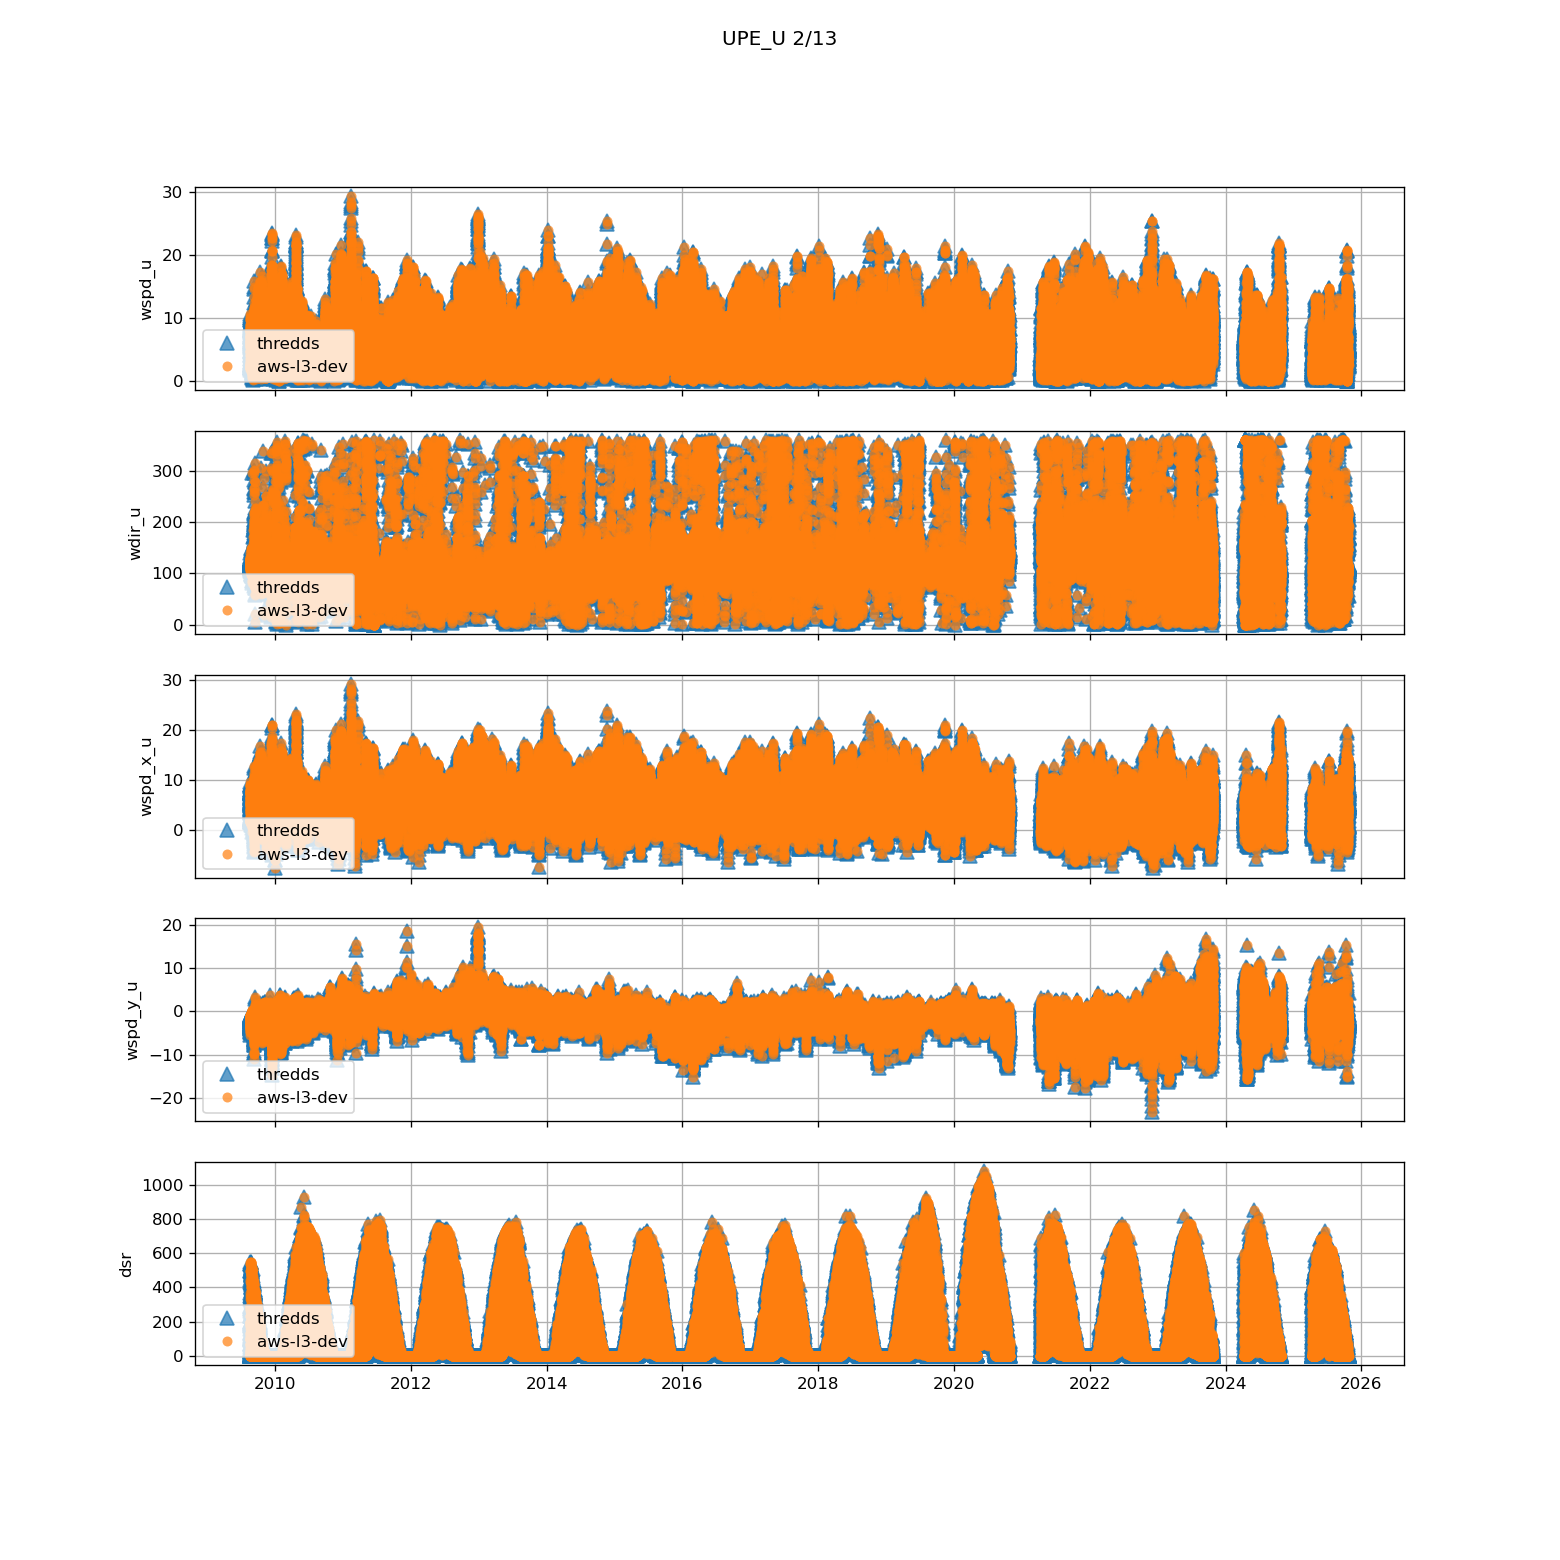 UPE_U 2/13
30
20
10
0
wspd_u
thredds
aws-l3-dev
300
200
100
0
wdir_u
thredds
aws-l3-dev
30
20
10
0
wspd_x_u
thredds
aws-l3-dev
20
10
0
−10
−20
wspd_y_u
thredds
aws-l3-dev
1000
800
600
400
200
0
dsr
thredds
aws-l3-dev
2010 2012 2014 2016 2018 2020 2022 2024 2026